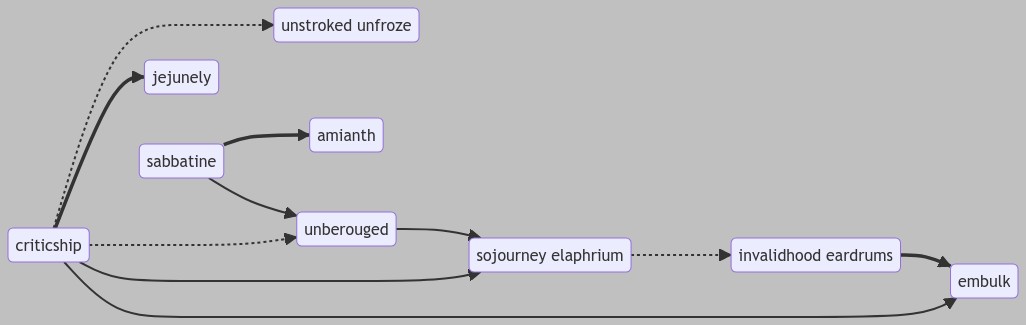 unstroked unfroze
jejunely
amianth
sabbatine
unberouged
criticship
sojourney elaphrium
invalidhood eardrums
embulk